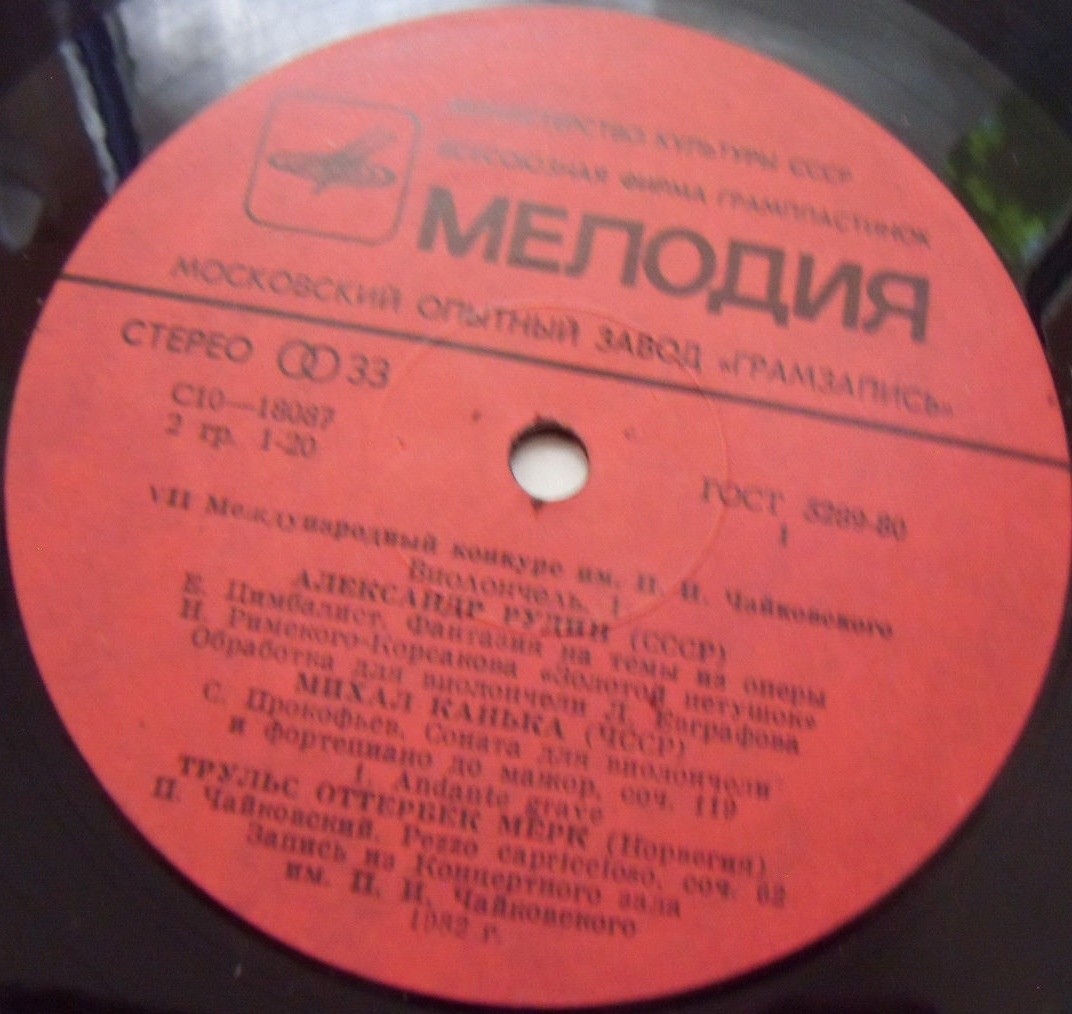 МИНИСТЕРСТВО КУЛЬТУРЫ СССР
ВСЕСОЮЗНАЯ ФИРМА ГРАМПЛАСТИНОК
МЕЛОДИЯ
МОСКОВСКИЙ ОПЫТНЫЙ ЗАВОД «ГРАМЗАПИСЬ»
СТЕРЕО 33
С10—18087
2 гр. 1-20
ГОСТ 5289-80
1
VII Международный конкурс им. П. И. Чайковского
Виолончель, 1
АЛЕКСАНДР РУДИН (СССР)
Е. Цимбалист. Фантазия на темы из оперы
Н. Римского-Корсакова «Золотой петушок»
Обработка для виолончели Л. Евграфова
МИХАЛ КАНЬКА (ЧССР)
С. Прокофьев. Соната для виолончели
и фортепиано до мажор, соч. 119
1. Andante grave
ТРУЛЬС ОТТЕРБЕК МЁРК (Норвегия)
П. Чайковский. Pezzo capriccioso, соч. 62
Запись из Концертного зала
им. П. И. Чайковского
1982 г.